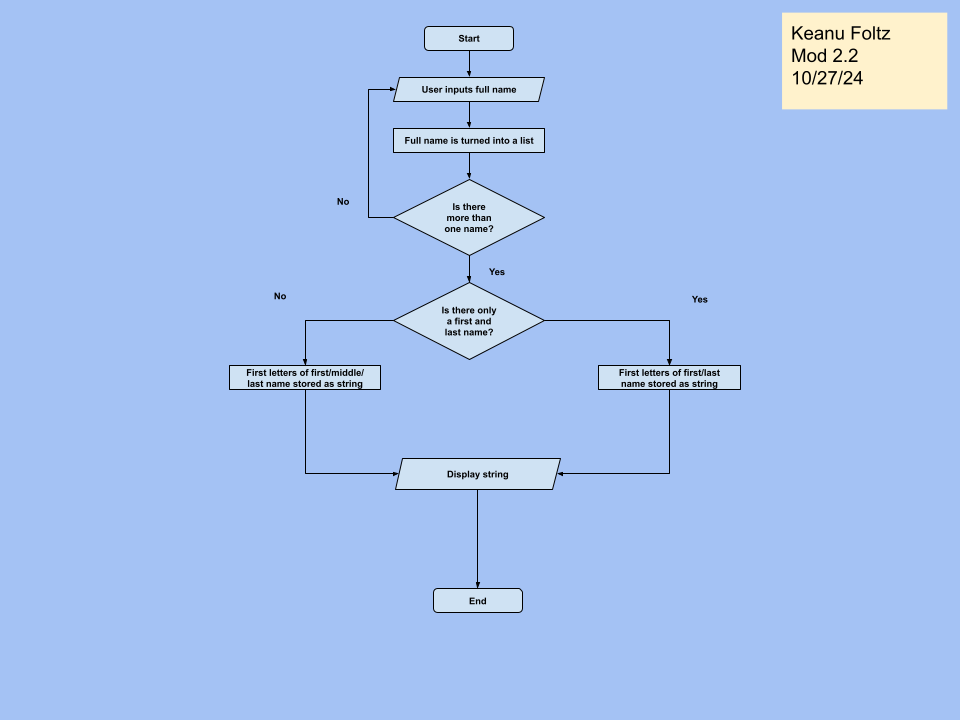 Keanu Foltz
Mod 2.2
10/27/24
Start
User inputs full name
Full name is turned into a list
No
Is there
more than
one name?
Yes
No
Yes
Is there only
a first and
last name?
First letters of first/middle/
last name stored as string
First letters of first/last
name stored as string
Display string
End